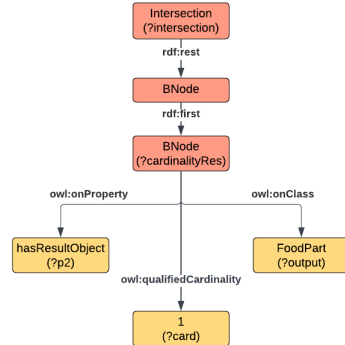 Intersection
(?intersection)
rdf:rest
BNode
rdf:first
BNode
(?cardinalityRes)
owl:onProperty
owl:onClass
hasResultObject
(?p2)
FoodPart
(?output)
owl:qualifiedCardinality
1
(?card)